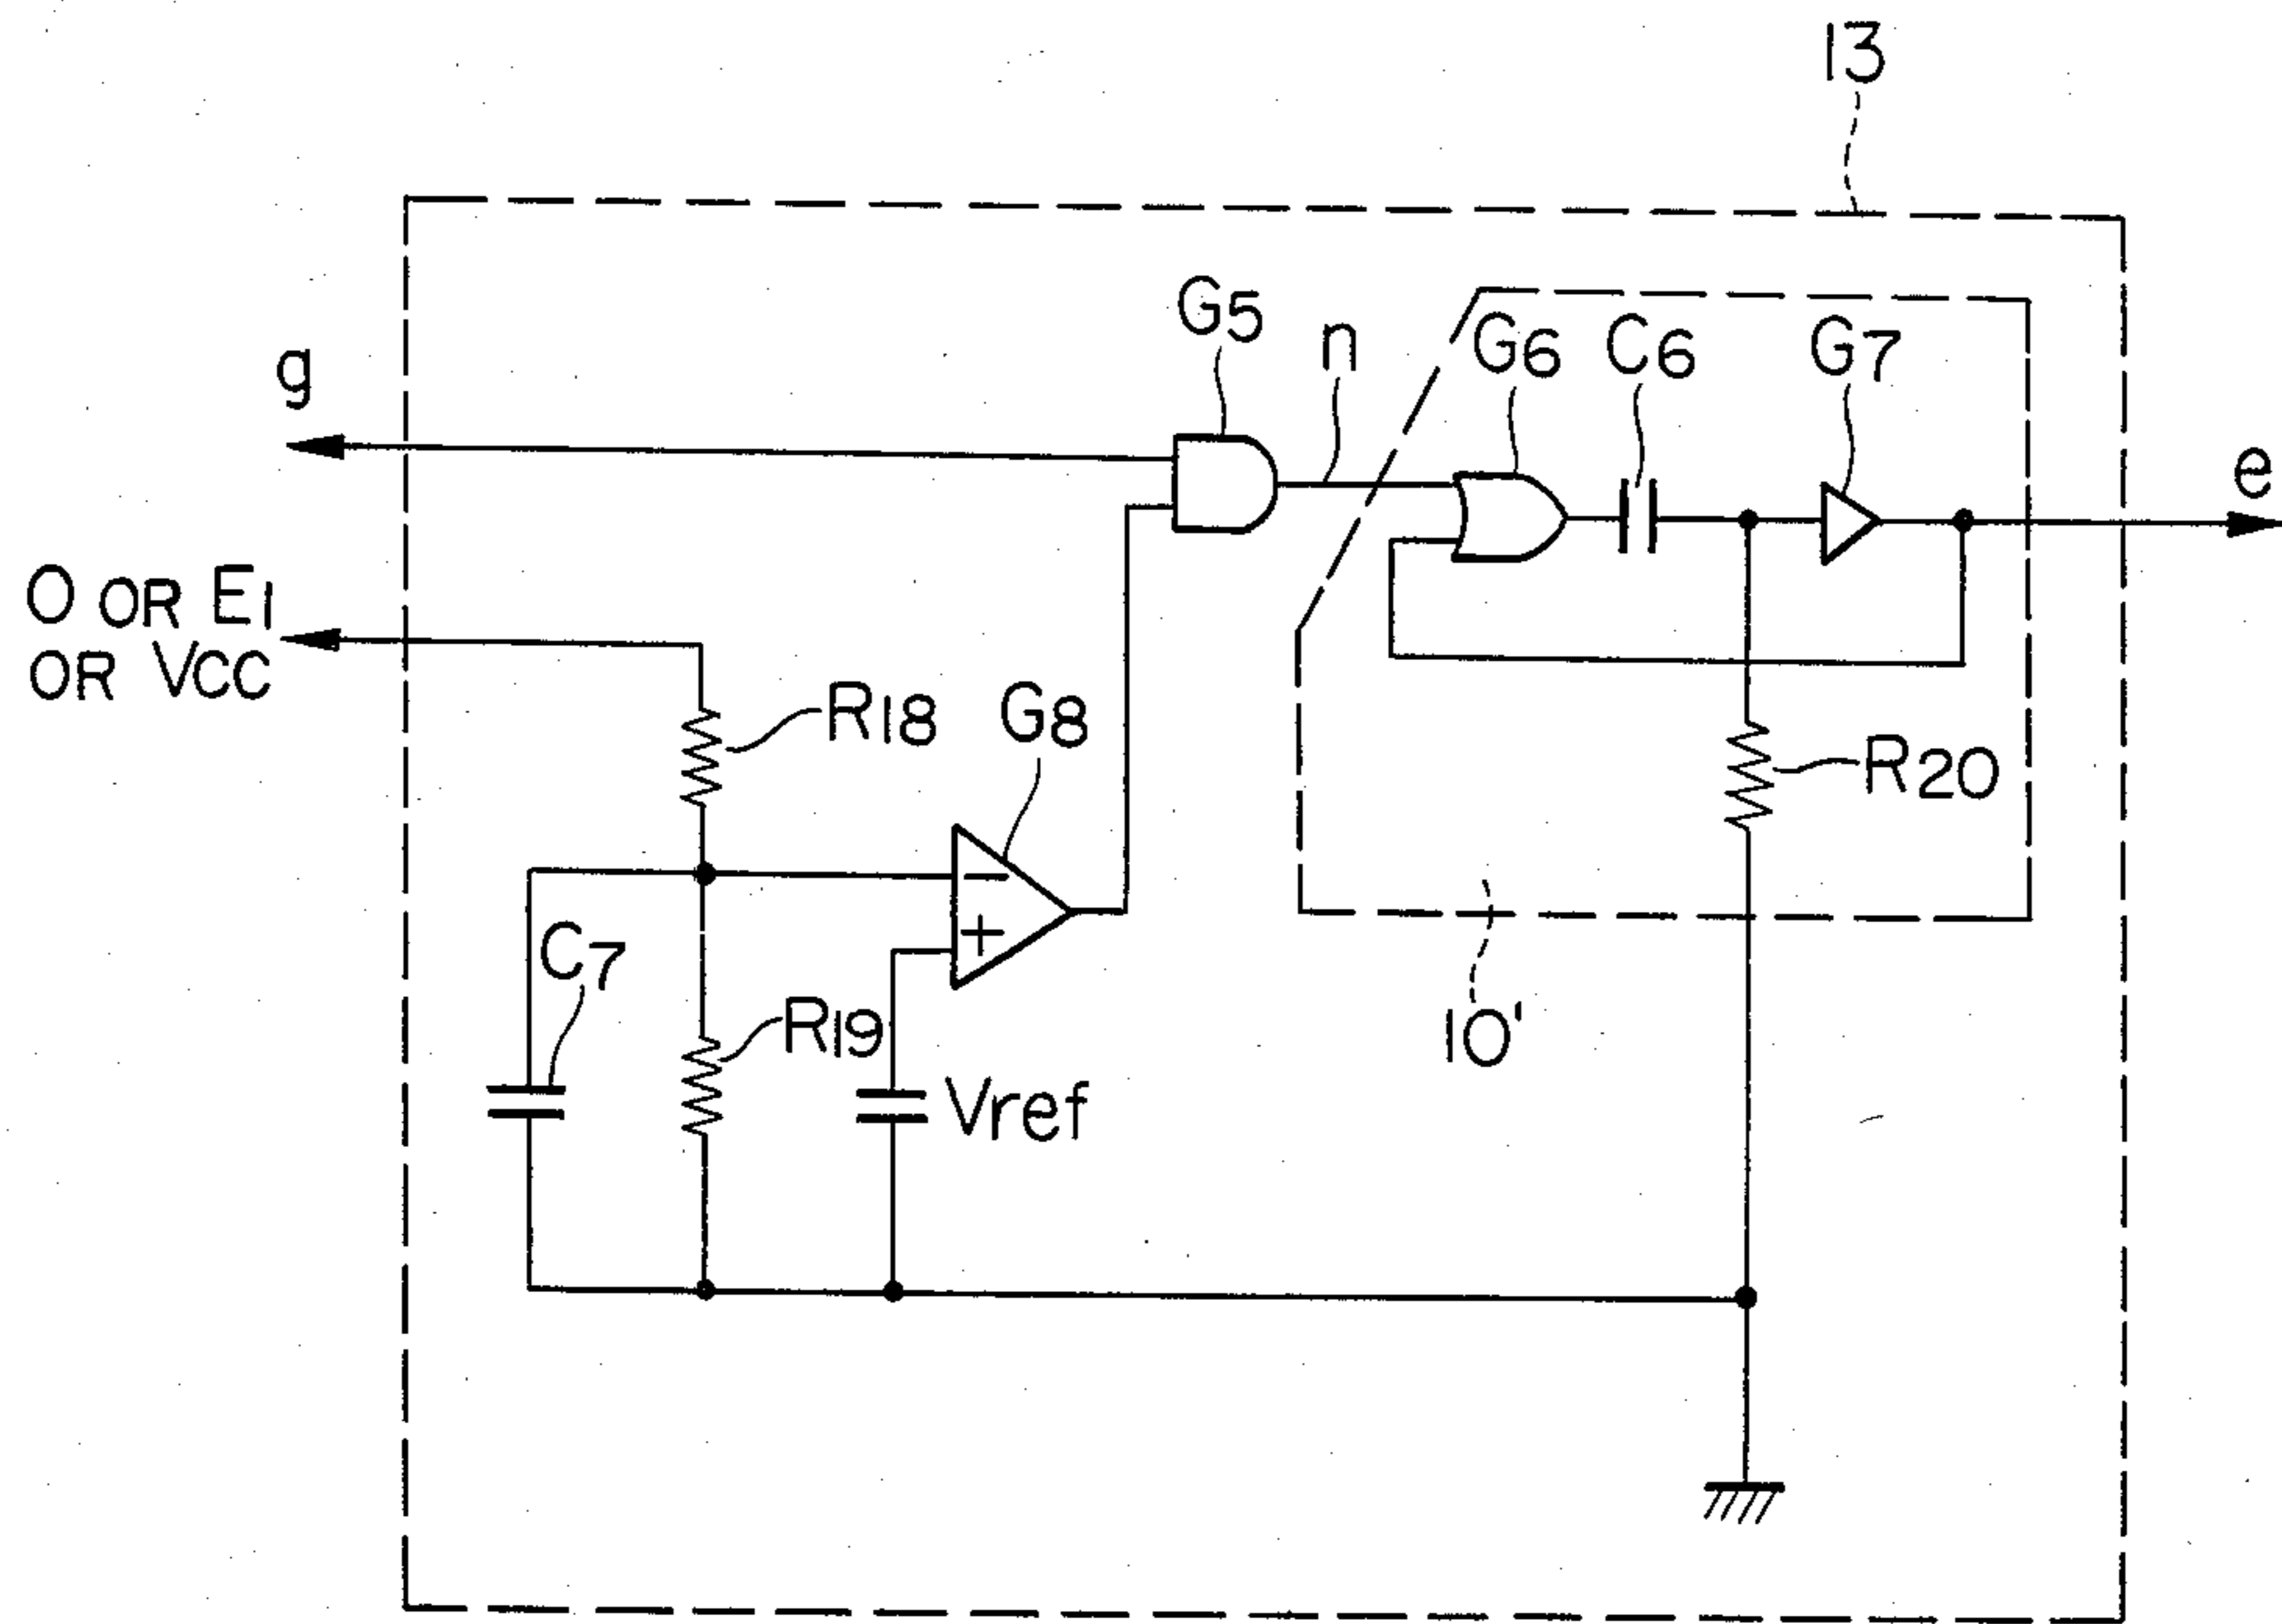 13
G5
n
G6
C6
G7
g
e
O OR E1
OR VCC
R18
G8
R20
C7
R19
Vref
10'
−
+